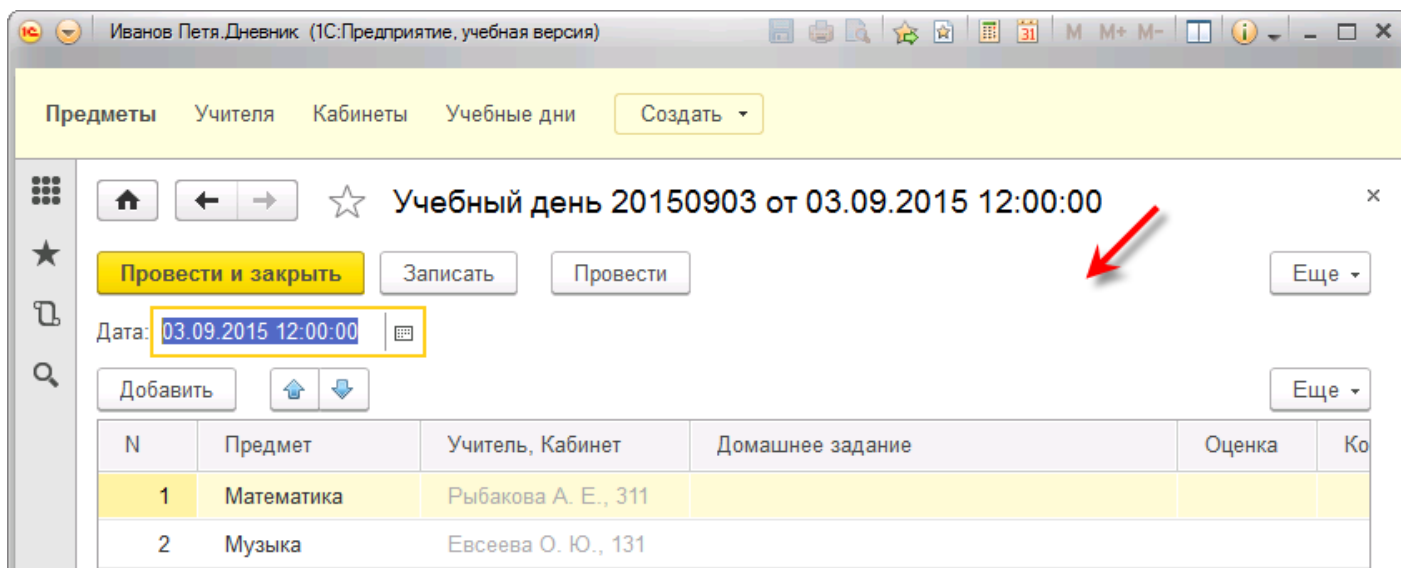 Иванов Петя.Дневник (1С:Предприятие, учебная версия) 31 M M+ M-
Предметы Учителя Кабинеты Учебные дни Создать
Учебный день 20150903 от 03.09.2015 12:00:00
Провести и закрыть Записать Провести Еще
Дата: 03.09.2015 12:00:00
Добавить Еще
N Предмет Учитель, Кабинет Домашнее задание Оценка Ко
1 Математика Рыбакова А. Е., 311
2 Музыка Евсеева О. Ю., 131